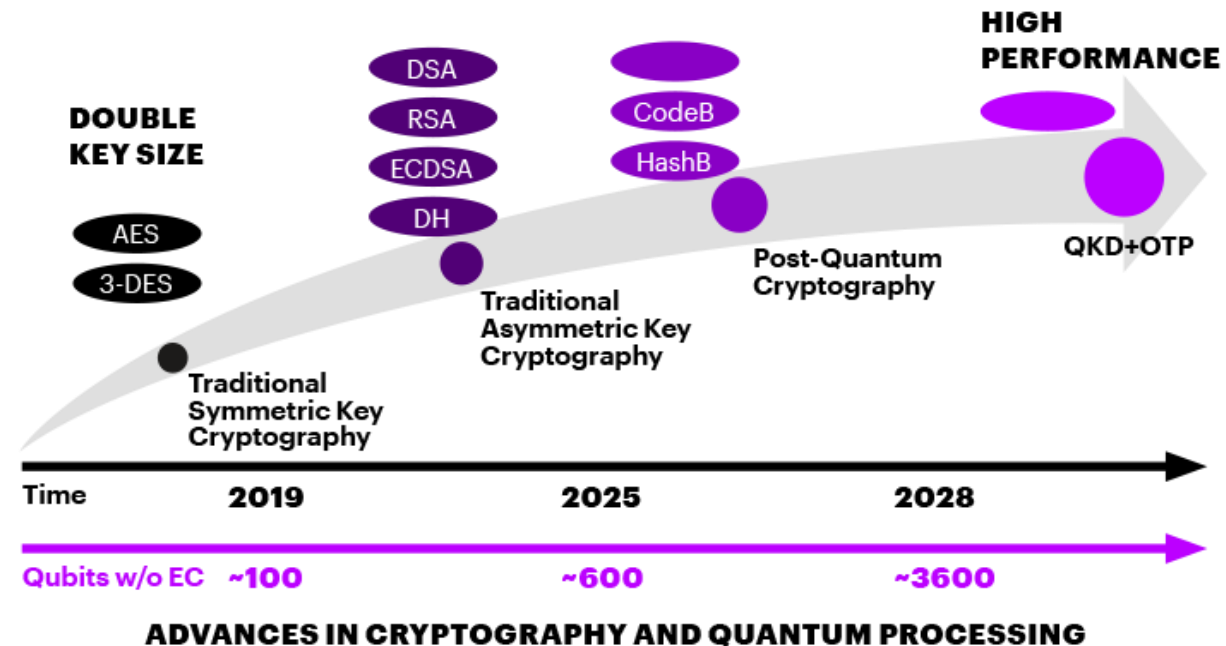 HIGH
PERFORMANCE
DOUBLE
KEY SIZE
DSA
RSA
ECDSA
DH
CodeB
HashB
AES
3-DES
QKD+OTP
Post-Quantum
Cryptography
Traditional
Asymmetric Key
Cryptography
Traditional
Symmetric Key
Cryptography
Time 2019 2025 2028
Qubits w/o EC ~100 ~600 ~3600
ADVANCES IN CRYPTOGRAPHY AND QUANTUM PROCESSING